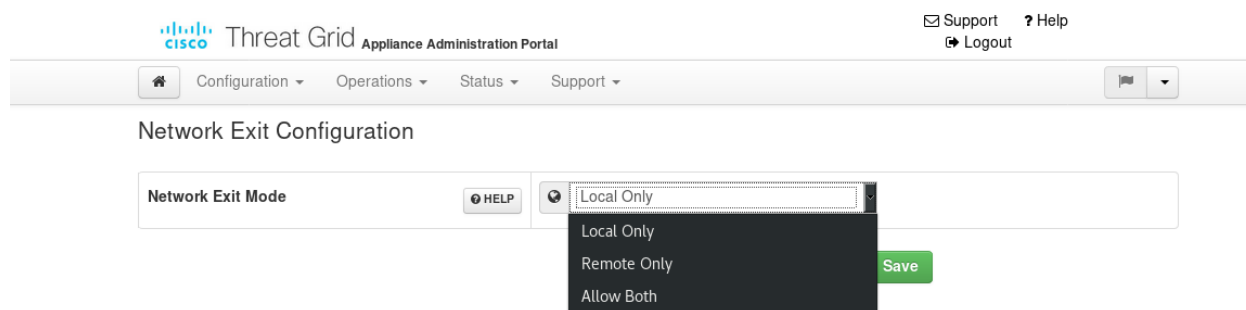 Support ? Help
CISCO Threat Grid Appliance Administration Portal
Logout
Configuration Operations Status Support
Network Exit Configuration
Network Exit Mode ? HELP Local Only
Local Only
Remote Only Save
Allow Both